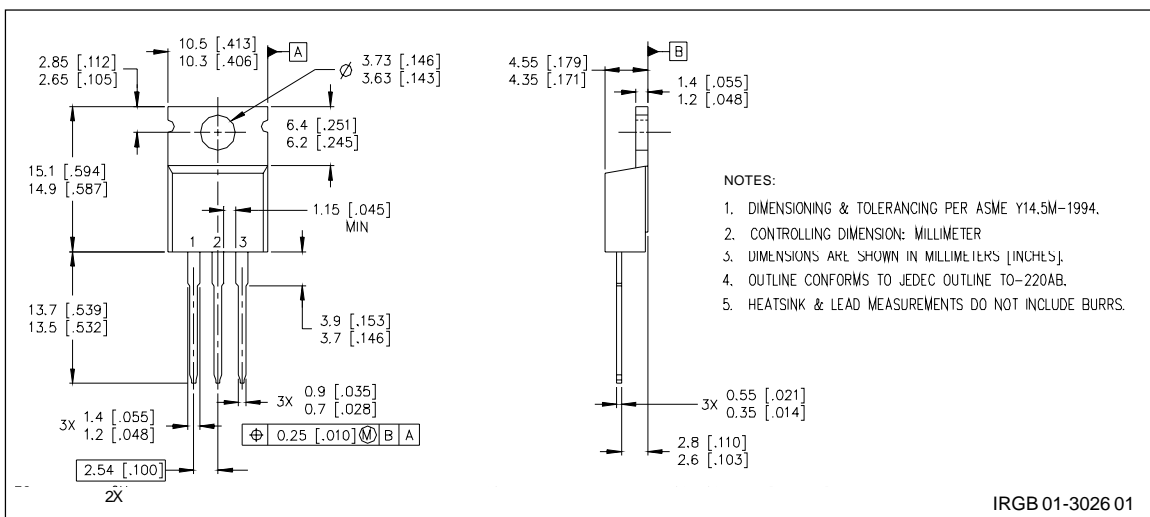 10.5 [.413]
10.3 [.406]
A
2.85 [.112]
2.65 [.105]
Ø 3.73 [.146]
3.63 [.143]
6.4 [.251]
6.2 [.245]
15.1 [.594]
14.9 [.587]
1.15 [.045]
MIN
1 2 3
13.7 [.539]
13.5 [.532]
3.9 [.153]
3.7 [.146]
3X 0.9 [.035]
0.7 [.028]
3X 1.4 [.055]
1.2 [.048]
⌖ 0.25 [.010] Ⓜ B A
2.54 [.100]
2X
B
4.55 [.179]
4.35 [.171]
1.4 [.055]
1.2 [.048]
3X 0.55 [.021]
0.35 [.014]
2.8 [.110]
2.6 [.103]
NOTES:
1. DIMENSIONING & TOLERANCING PER ASME Y14.5M-1994.
2. CONTROLLING DIMENSION: MILLIMETER
3. DIMENSIONS ARE SHOWN IN MILLIMETERS [INCHES].
4. OUTLINE CONFORMS TO JEDEC OUTLINE TO-220AB.
5. HEATSINK & LEAD MEASUREMENTS DO NOT INCLUDE BURRS.
IRGB 01-3026 01